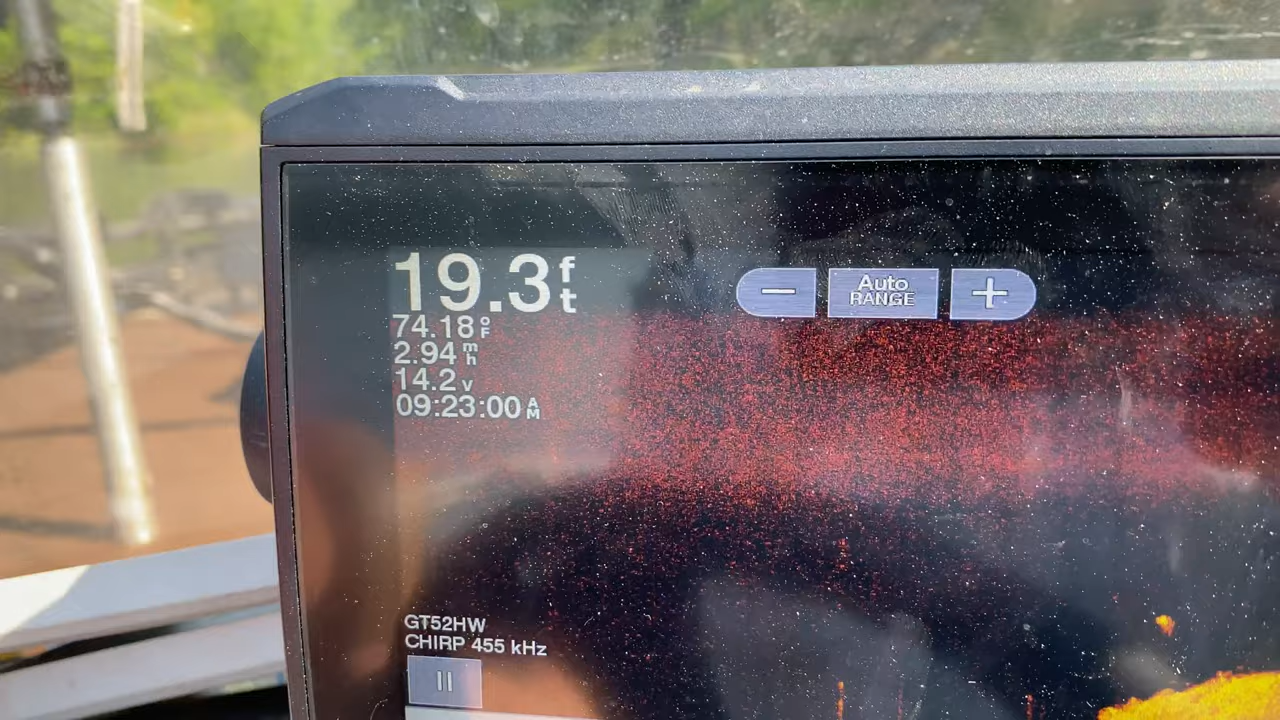 19.3 ft
74.18 °F
2.94 mh
14.2 v
09:23:00 AM
− Auto RANGE +
GT52HW
CHIRP 455 kHz